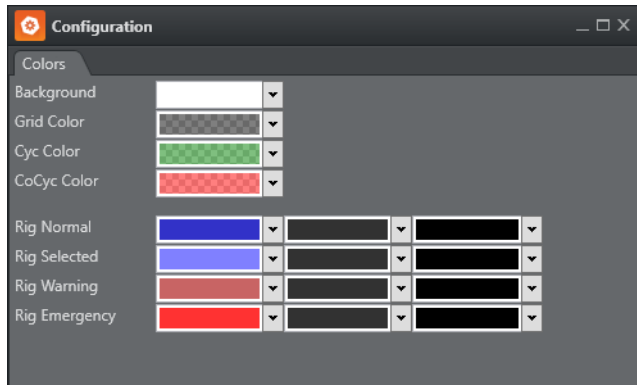 Configuration
Colors
Background
Grid Color
Cyc Color
CoCyc Color
Rig Normal
Rig Selected
Rig Warning
Rig Emergency